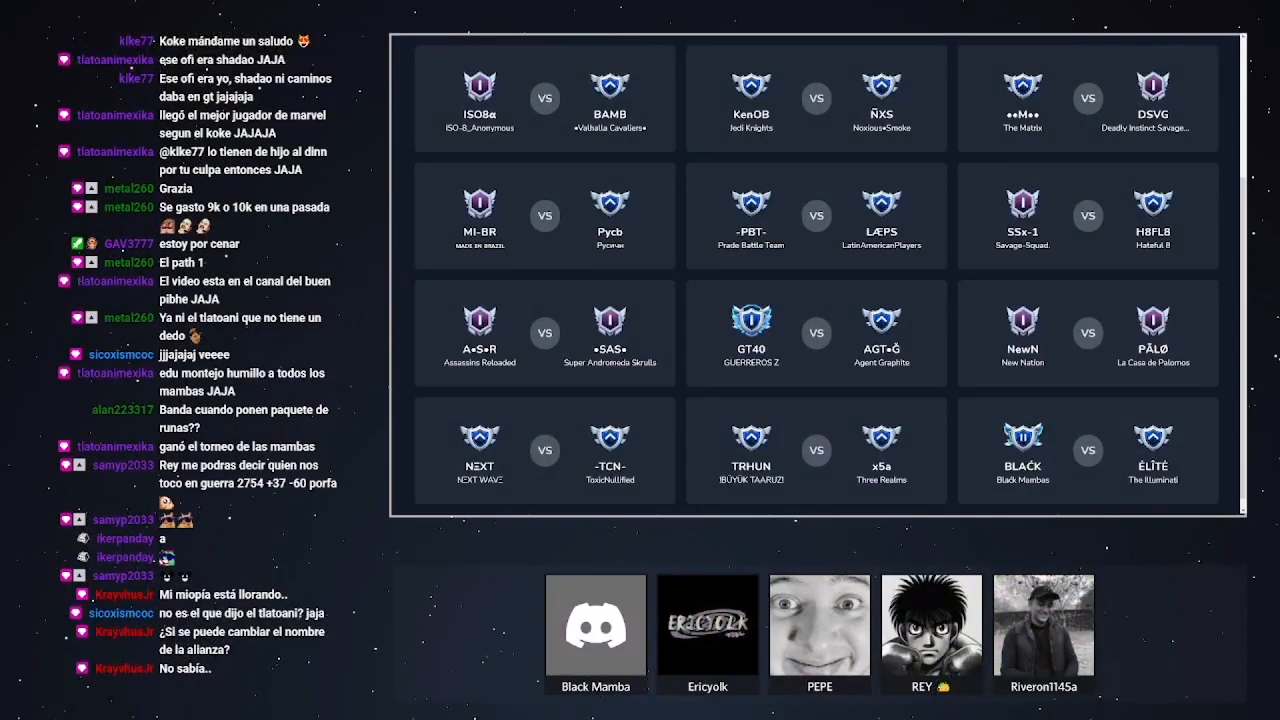 klke77 Koke mándame un saludo
tlatoanimexika ese ofi era shadao JAJA
klke77 Ese ofi era yo, shadao ni caminos
daba en gt jajajaja
tlatoanimexika llegó el mejor jugador de marvel
segun el koke JAJAJA
tlatoanimexika @klke77 lo tienen de hijo al dinn
por tu culpa entonces JAJA
metal260 Grazia
metal260 Se gasto 9k o 10k en una pasada
GAV3777 estoy por cenar
metal260 El path 1
tlatoanimexika El video esta en el canal del buen
pibhe JAJA
metal260 Ya ni el tlatoani que no tiene un
dedo
sicoxismcoc jjjajajaj veeee
tlatoanimexika edu montejo humillo a todos los
mambas JAJA
alan223317 Banda cuando ponen paquete de
runas??
tlatoanimexika ganó el torneo de las mambas
samyp2033 Rey me podras decir quien nos
toco en guerra 2754 +37 -60 porfa
samyp2033
ikerpanday a
ikerpanday
samyp2033
KrayvhusJr Mi miopía está llorando..
sicoxismcoc no es el que dijo el tlatoani? jaja
KrayvhusJr ¿Si se puede cambiar el nombre
de la alianza?
KrayvhusJr No sabía..
ISO8α VS BAMB
ISO-8_Anonymous •Valhalla Cavaliers•
KenOB VS ÑXS
Jedi Knights Noxious•Smoke
••M•• VS DSVG
The Matrix Deadly Instinct Savage...
MI-BR VS Pycb
MADE IN BRAZIL Русичи
-PBT- VS LÆPS
Prade Battle Team LatinAmericanPlayers
SSx-1 VS H8FL8
Savage-Squad. Hateful 8
A•S•R VS •SAS•
Assassins Reloaded Super Andromeda Skrulls
GT40 VS AGT•Ğ
GUERREROS Z Agent Graphite
NewN VS PÃLØ
New Nation La Casa de Palomos
NΞXT VS -TCN-
NΞXT WAVΞ ToxicNullified
TRHUN VS x5a
!BÜYÜK TAARUZ! Three Realms
BLAĆK VS ÉLÎTÉ
Black Mambas The Illuminati
ERICYOLK
Black Mamba
Ericyolk
PEPE
REY
Riveron1145a